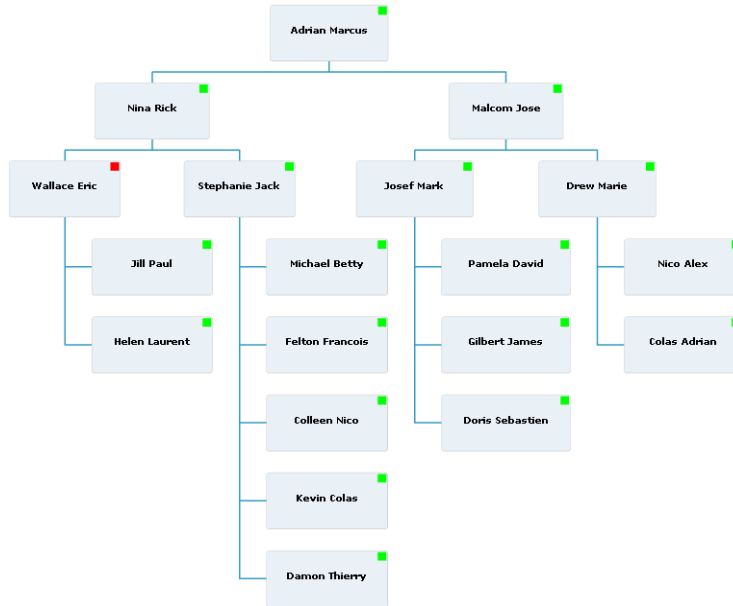 Adrian Marcus
Nina Rick
Malcom Jose
Wallace Eric
Stephanie Jack
Josef Mark
Drew Marie
Jill Paul
Michael Betty
Pamela David
Nico Alex
Helen Laurent
Felton Francois
Gilbert James
Colas Adrian
Colleen Nico
Doris Sebastien
Kevin Colas
Damon Thierry